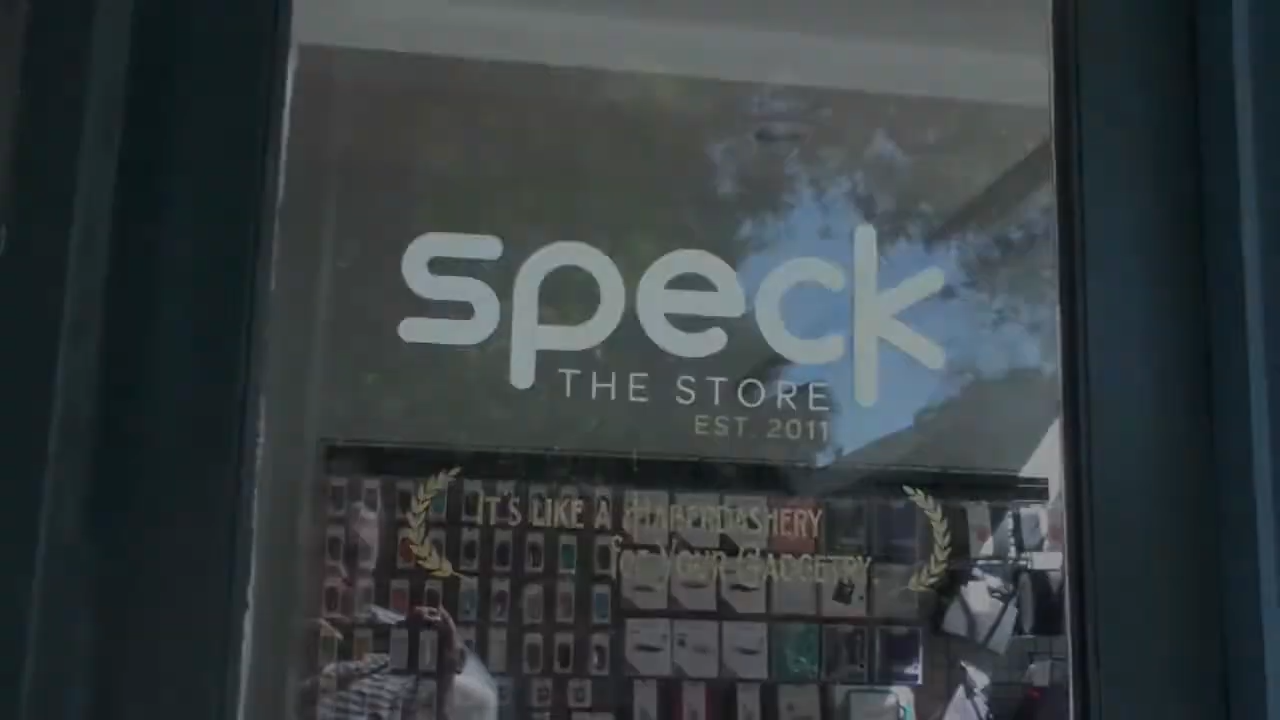 speck
THE STORE
EST. 2011
IT'S LIKE A HABERDASHERY
for Your Gadgetry.